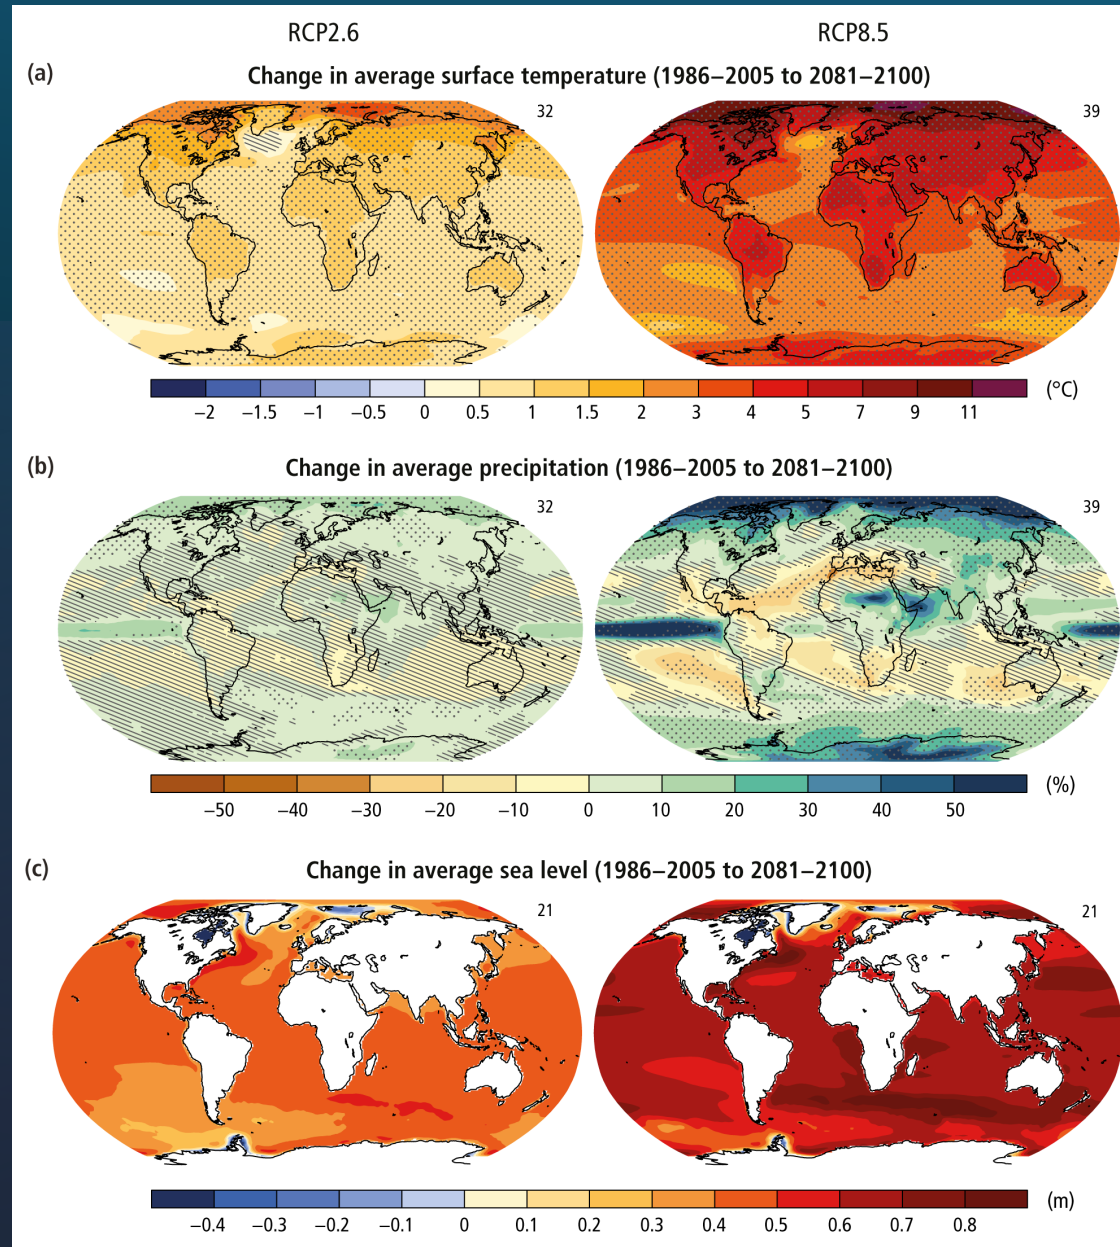 RCP2.6 RCP8.5
(a) Change in average surface temperature (1986–2005 to 2081–2100)
32 39
−2 −1.5 −1 −0.5 0 0.5 1 1.5 2 3 4 5 7 9 11 (°C)
(b) Change in average precipitation (1986–2005 to 2081–2100)
32 39
−50 −40 −30 −20 −10 0 10 20 30 40 50 (%)
(c) Change in average sea level (1986–2005 to 2081–2100)
21 21
−0.4 −0.3 −0.2 −0.1 0 0.1 0.2 0.3 0.4 0.5 0.6 0.7 0.8 (m)